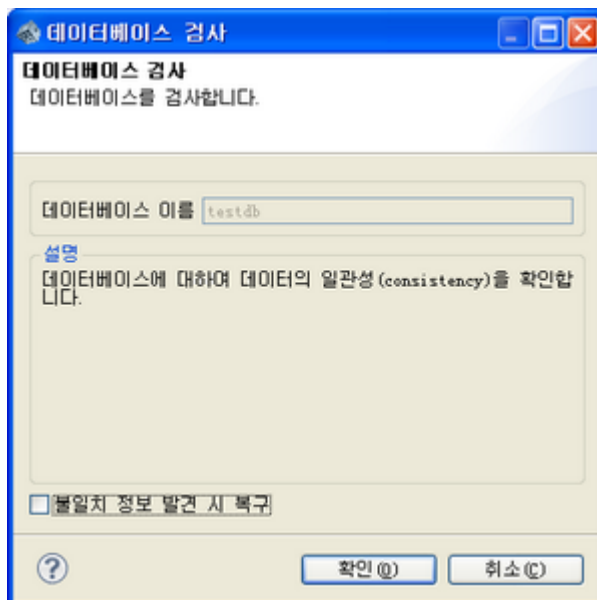 데이터베이스 검사
데이터베이스 검사
데이터베이스를 검사합니다.
데이터베이스 이름 testdb
설명
데이터베이스에 대하여 데이터의 일관성(consistency)을 확인합
니다.
불일치 정보 발견 시 복구
?
확인(O) 취소(C)